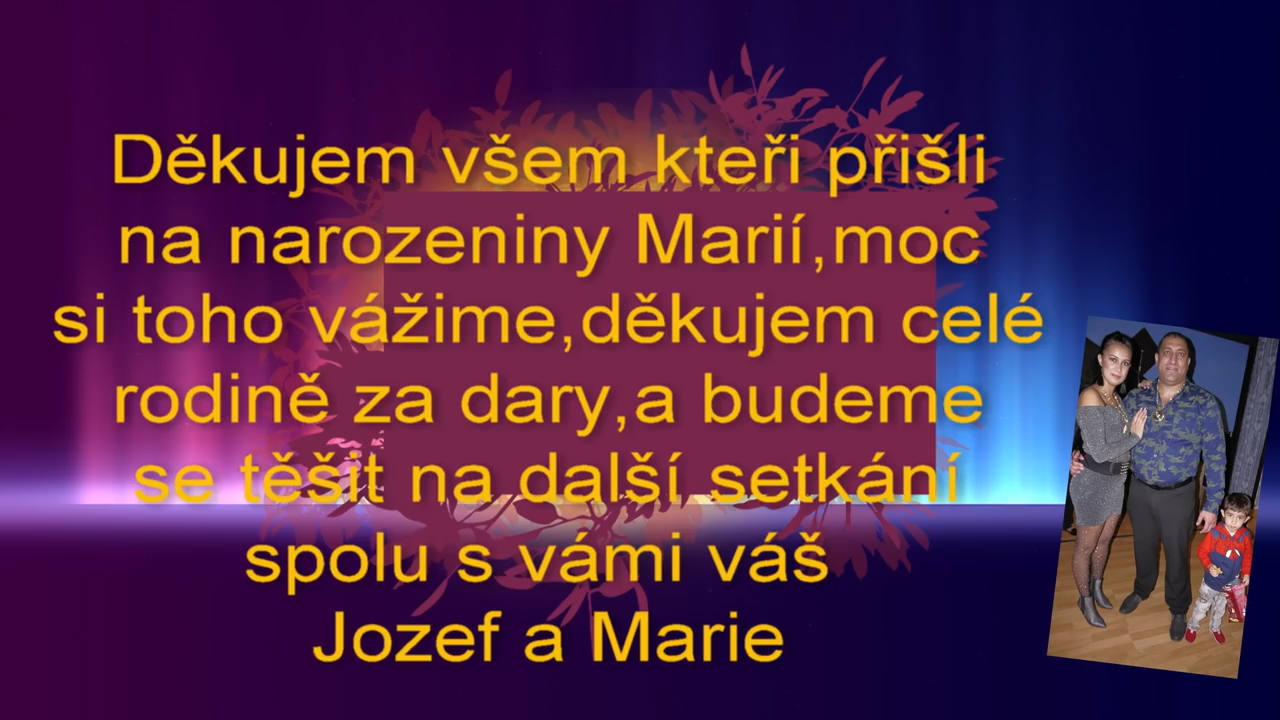 Děkujem všem kteři přišli
na narozeniny Marií,moc
si toho vážime,děkujem celé
rodině za dary,a budeme
se těšit na další setkání
spolu s vámi váš
Jozef a Marie